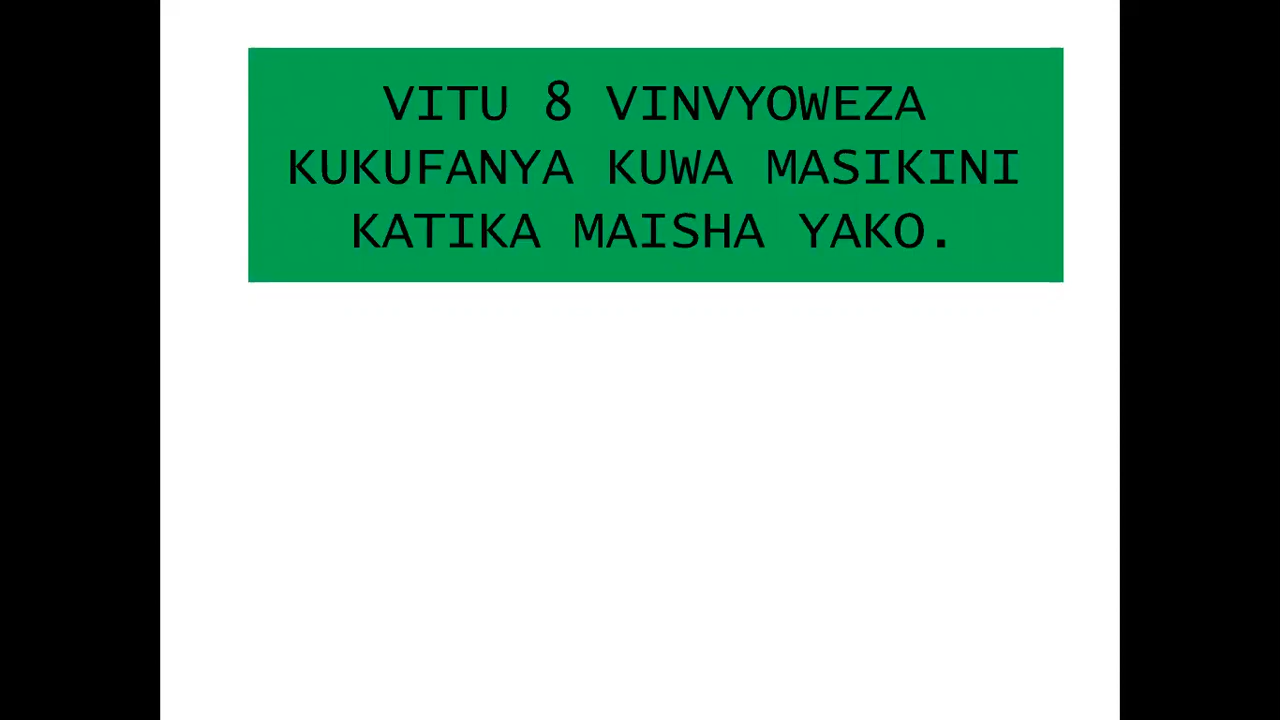 VITU 8 VINVYOWEZA
KUKUFANYA KUWA MASIKINI
KATIKA MAISHA YAKO.